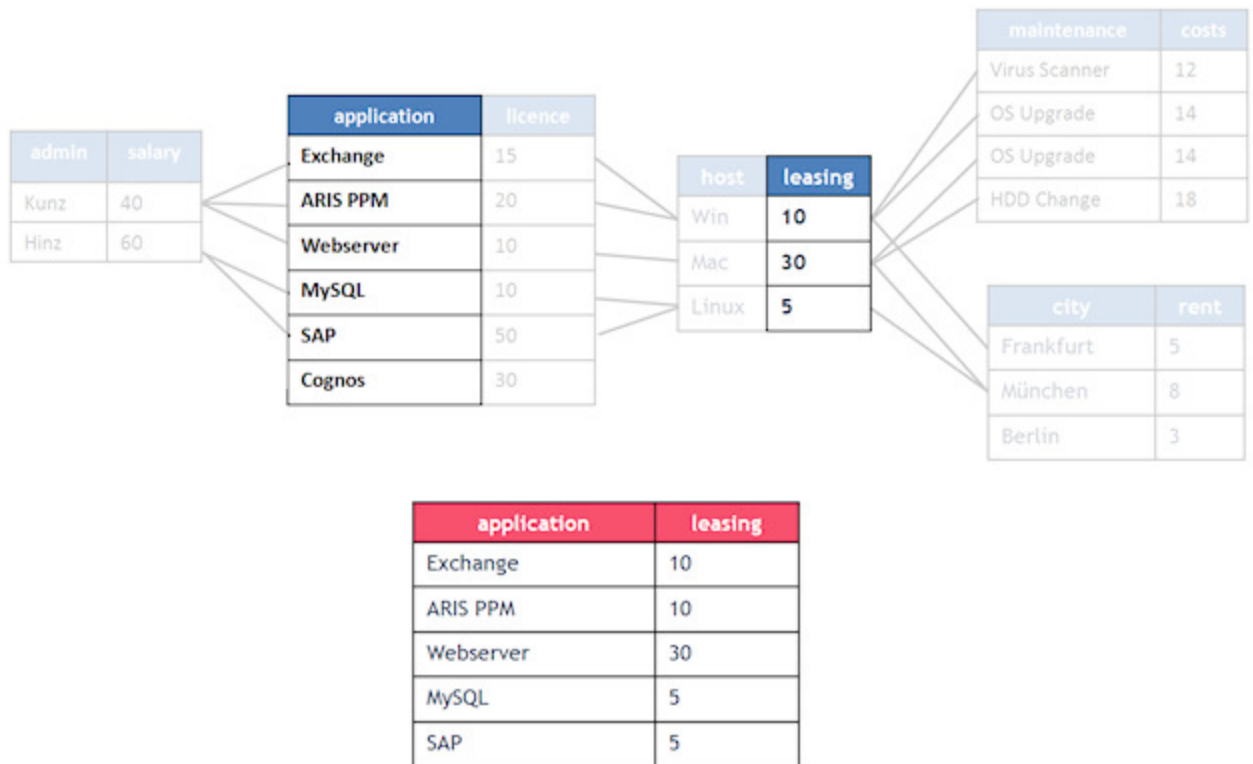 maintenance costs
Virus Scanner 12
OS Upgrade 14
OS Upgrade 14
HDD Change 18
admin salary
Kunz 40
Hinz 60
application licence
Exchange 15
ARIS PPM 20
Webserver 10
MySQL 10
SAP 50
Cognos 30
host leasing
Win 10
Mac 30
Linux 5
city rent
Frankfurt 5
München 8
Berlin 3
application leasing
Exchange 10
ARIS PPM 10
Webserver 30
MySQL 5
SAP 5